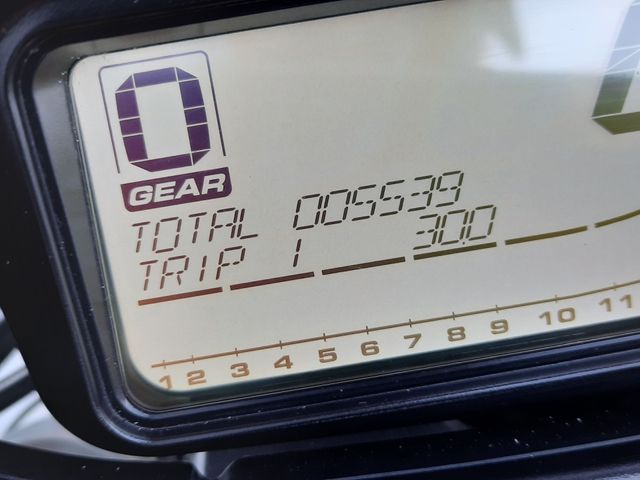 0
GEAR
TOTAL 005539
TRIP 1 30.0
1 2 3 4 5 6 7 8 9 10 11